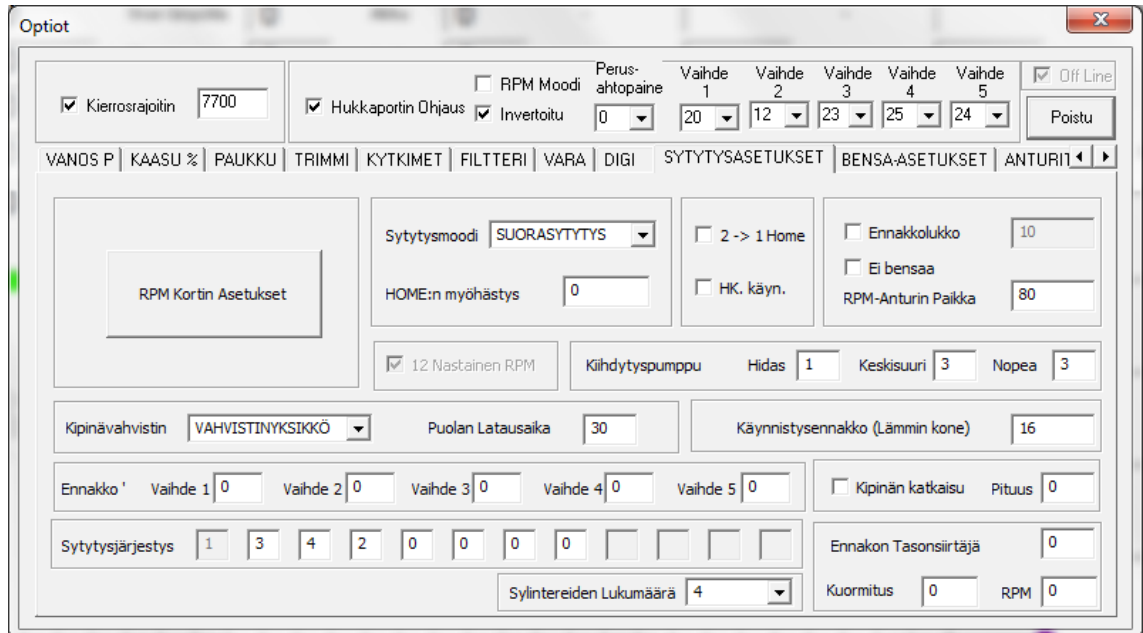 Optiot
Kierrosrajoitin 7700
Hukkaportin Ohjaus
RPM Moodi
Invertoitu
Perus-
ahtopaine
0
Vaihde
1
20
Vaihde
2
12
Vaihde
3
23
Vaihde
4
25
Vaihde
5
24
Off Line
Poistu
VANOS P KAASU % PAUKKU TRIMMI KYTKIMET FILTTERI VARA DIGI SYTYTYSASETUKSET BENSA-ASETUKSET ANTURIT
RPM Kortin Asetukset
Sytytysmoodi SUORASYTYTYS
HOME:n myöhästys 0
2 -> 1 Home
HK. käyn.
Ennakkolukko 10
Ei bensaa
RPM-Anturin Paikka 80
12 Nastainen RPM
Kiihdytyspumppu Hidas 1 Keskisuuri 3 Nopea 3
Kipinävahvistin VAHVISTINYKSIKKÖ Puolan Latausaika 30
Käynnistysennakko (Lämmin kone) 16
Ennakko ' Vaihde 1 0 Vaihde 2 0 Vaihde 3 0 Vaihde 4 0 Vaihde 5 0
Kipinän katkaisu Pituus 0
Sytytysjärjestys 1 3 4 2 0 0 0 0
Ennakon Tasonsiirtäjä 0
Sylintereiden Lukumäärä 4
Kuormitus 0 RPM 0